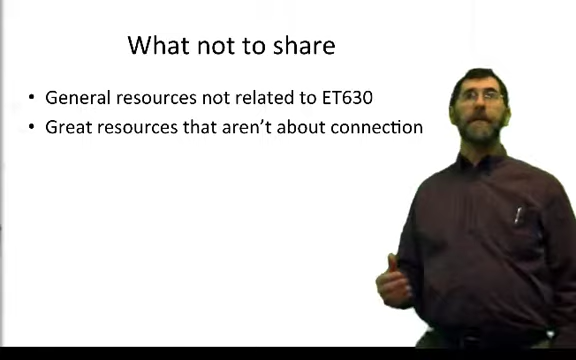 What not to share
• General resources not related to ET630
• Great resources that aren't about connection